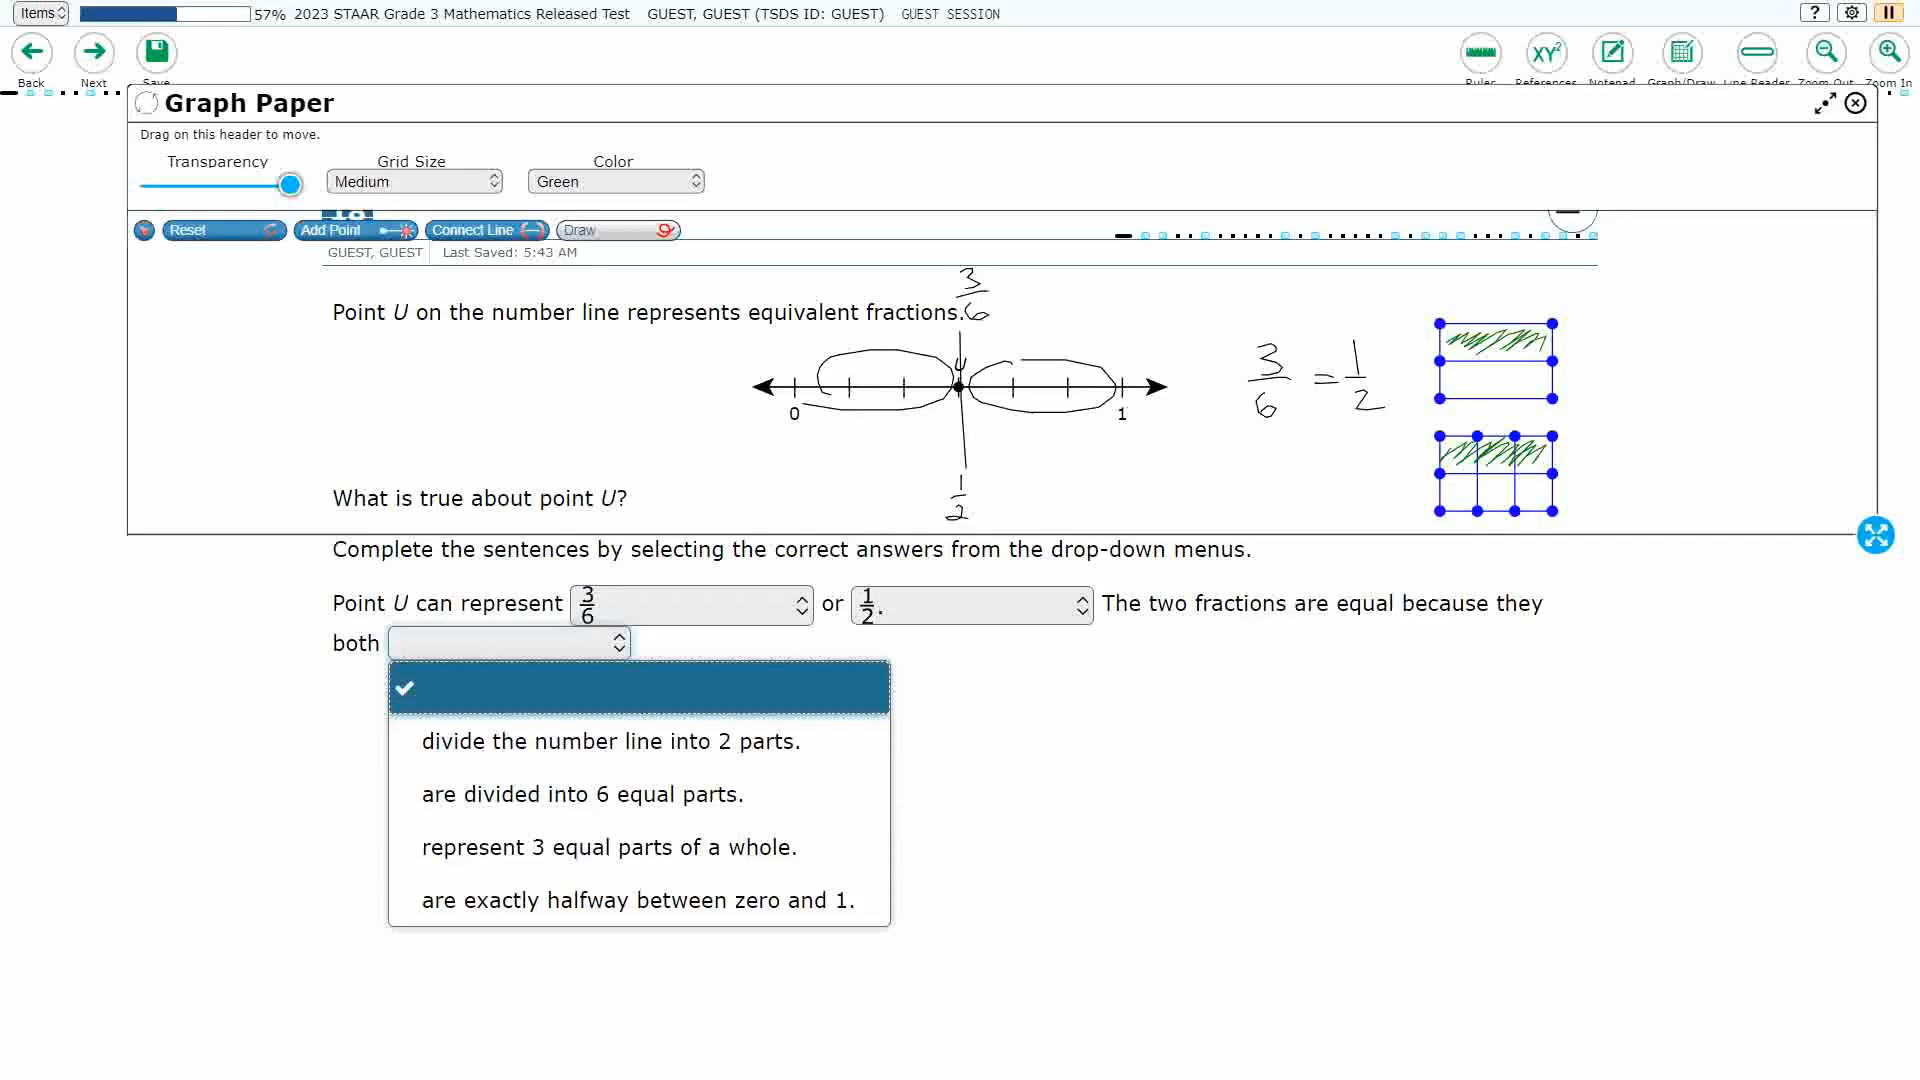 Items 57% 2023 STAAR Grade 3 Mathematics Released Test GUEST, GUEST (TSDS ID: GUEST) GUEST SESSION ?
Back Next Save Ruler XY² References Notepad Graph/Draw Line Reader Zoom Out Zoom In
Graph Paper
Drag on this header to move.
Transparency Grid Size Color
Medium Green
Reset Add Point Connect Line Draw
GUEST, GUEST Last Saved: 5:43 AM
3/6
Point U on the number line represents equivalent fractions.
U
3/6 = 1/2
0 1
1/2
What is true about point U?
Complete the sentences by selecting the correct answers from the drop-down menus.
Point U can represent 3/6 or 1/2. The two fractions are equal because they
both
divide the number line into 2 parts.
are divided into 6 equal parts.
represent 3 equal parts of a whole.
are exactly halfway between zero and 1.